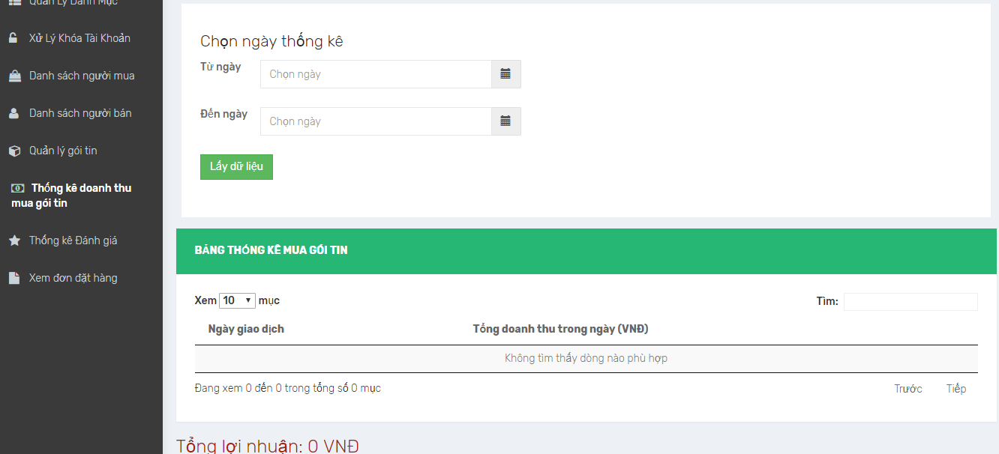 Quản Lý Danh Mục
Xử Lý Khóa Tài Khoản
Danh sách người mua
Danh sách người bán
Quản lý gói tin
Thống kê doanh thu
mua gói tin
Thống kê Đánh giá
Xem đơn đặt hàng
Chọn ngày thống kê
Từ ngày
Chọn ngày
Đến ngày
Chọn ngày
Lấy dữ liệu
BẢNG THỐNG KÊ MUA GÓI TIN
Xem 10 mục
Tìm:
Ngày giao dịch
Tổng doanh thu trong ngày (VNĐ)
Không tìm thấy dòng nào phù hợp
Đang xem 0 đến 0 trong tổng số 0 mục
Trước
Tiếp
Tổng lợi nhuận: 0 VNĐ